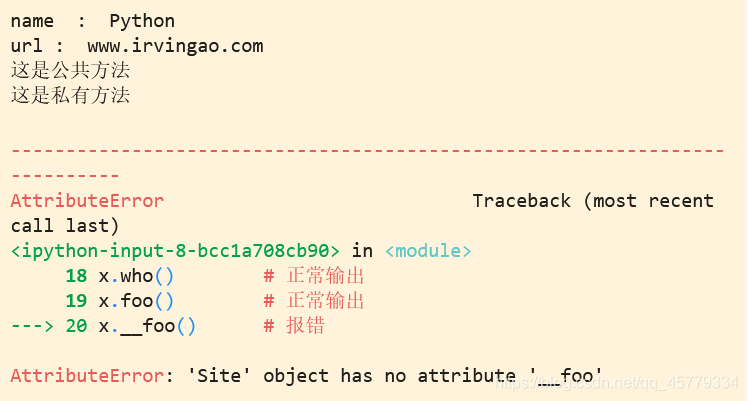 name  :  Python
url :  www.irvingao.com
这是公共方法
这是私有方法
---------------------------------------------------------------------------
AttributeError                            Traceback (most recent
call last)
<ipython-input-8-bcc1a708cb90> in <module>
     18 x.who()        # 正常输出
     19 x.foo()        # 正常输出
---> 20 x.__foo()      # 报错
AttributeError: 'Site' object has no attribute '__foo'
https://blog.csdn.net/qq_45779334